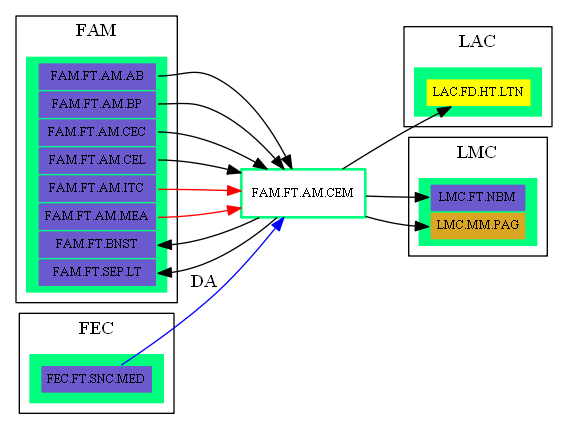 FAM
FAM.FT.AM.AB
FAM.FT.AM.BP
FAM.FT.AM.CEC
FAM.FT.AM.CEL
FAM.FT.AM.ITC
FAM.FT.AM.MEA
FAM.FT.BNST
FAM.FT.SEP.LT
FEC
FEC.FT.SNC.MED
DA
FAM.FT.AM.CEM
LAC
LAC.FD.HT.LTN
LMC
LMC.FT.NBM
LMC.MM.PAG